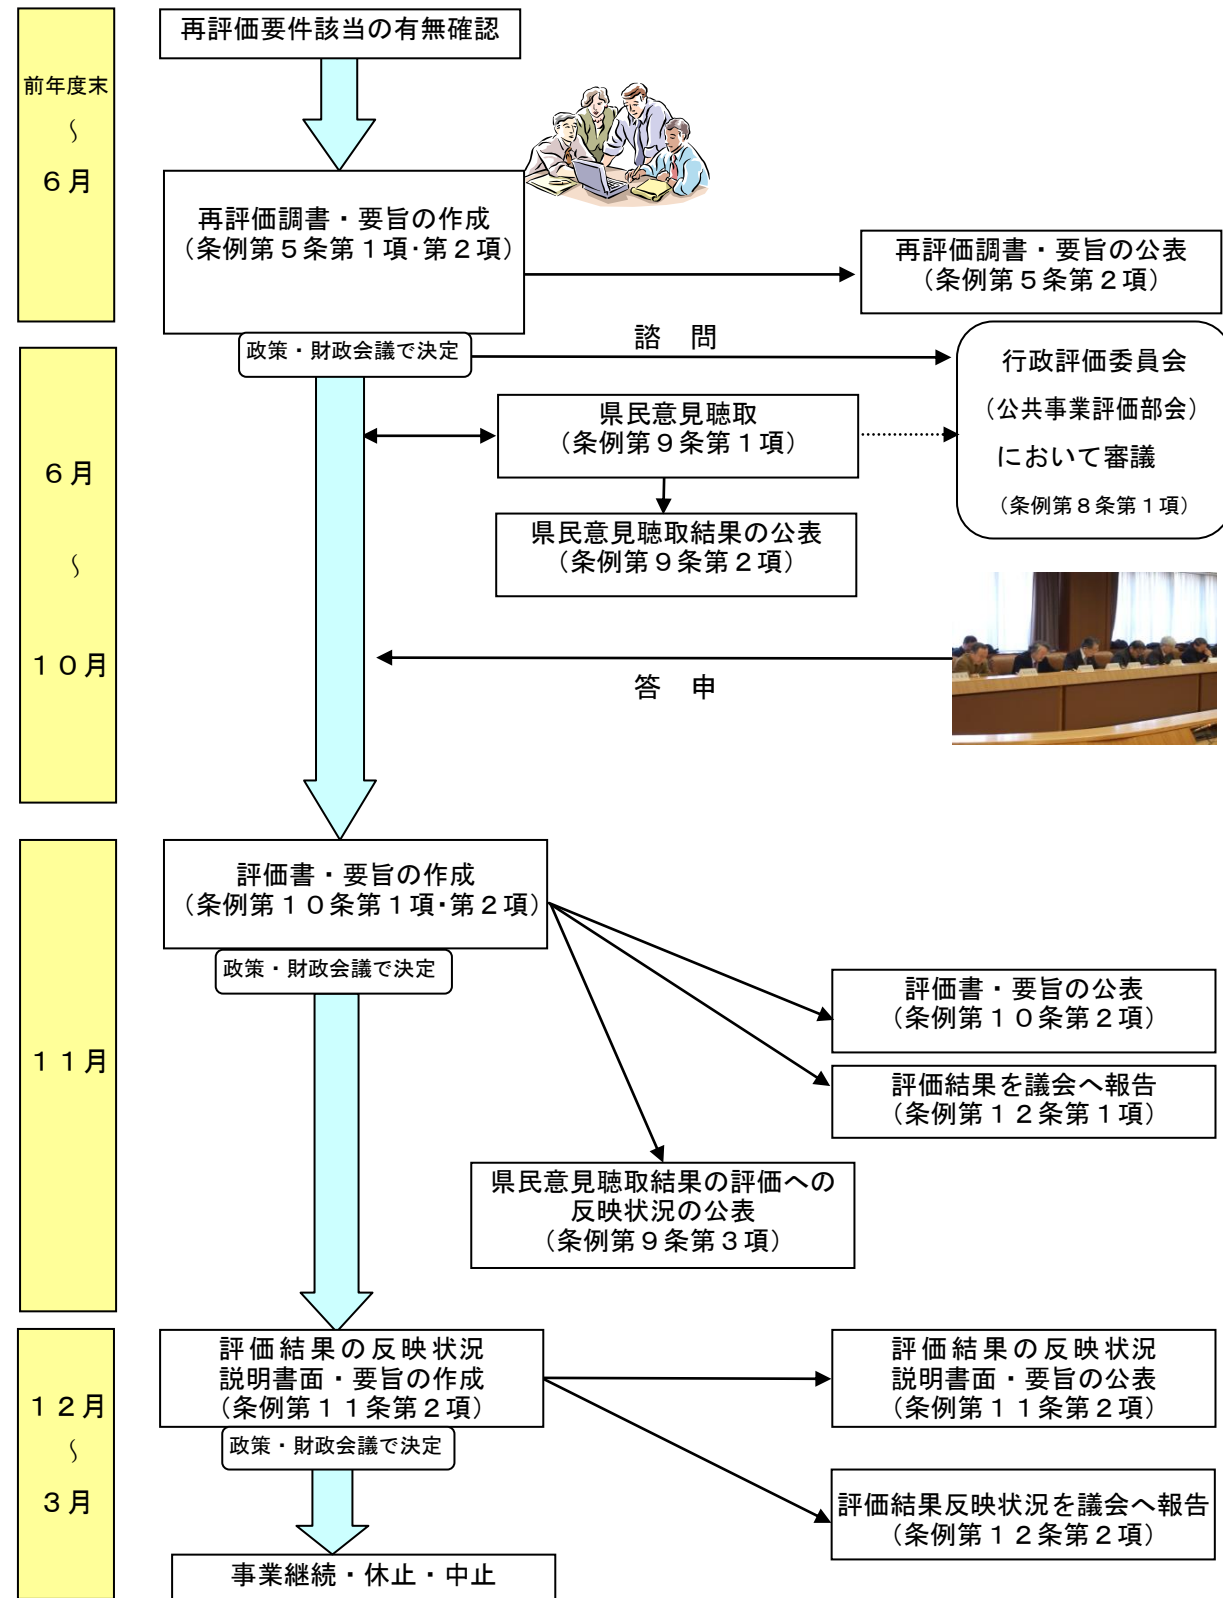 再評価要件該当の有無確認
前年度末
～
６月
再評価調書・要旨の作成
（条例第５条第１項・第２項）
再評価調書・要旨の公表
（条例第５条第２項）
政策・財政会議で決定
諮　問
行政評価委員会
（公共事業評価部会）
において審議
（条例第８条第１項）
県民意見聴取
（条例第９条第１項）
県民意見聴取結果の公表
（条例第９条第２項）
６月
～
１０月
答　申
評価書・要旨の作成
（条例第１０条第１項・第２項）
政策・財政会議で決定
１１月
評価書・要旨の公表
（条例第１０条第２項）
評価結果を議会へ報告
（条例第１２条第１項）
県民意見聴取結果の評価への
反映状況の公表
（条例第９条第３項）
１２月
～
３月
評価結果の反映状況
説明書面・要旨の作成
（条例第１１条第２項）
政策・財政会議で決定
評価結果の反映状況
説明書面・要旨の公表
（条例第１１条第２項）
評価結果反映状況を議会へ報告
（条例第１２条第２項）
事業継続・休止・中止